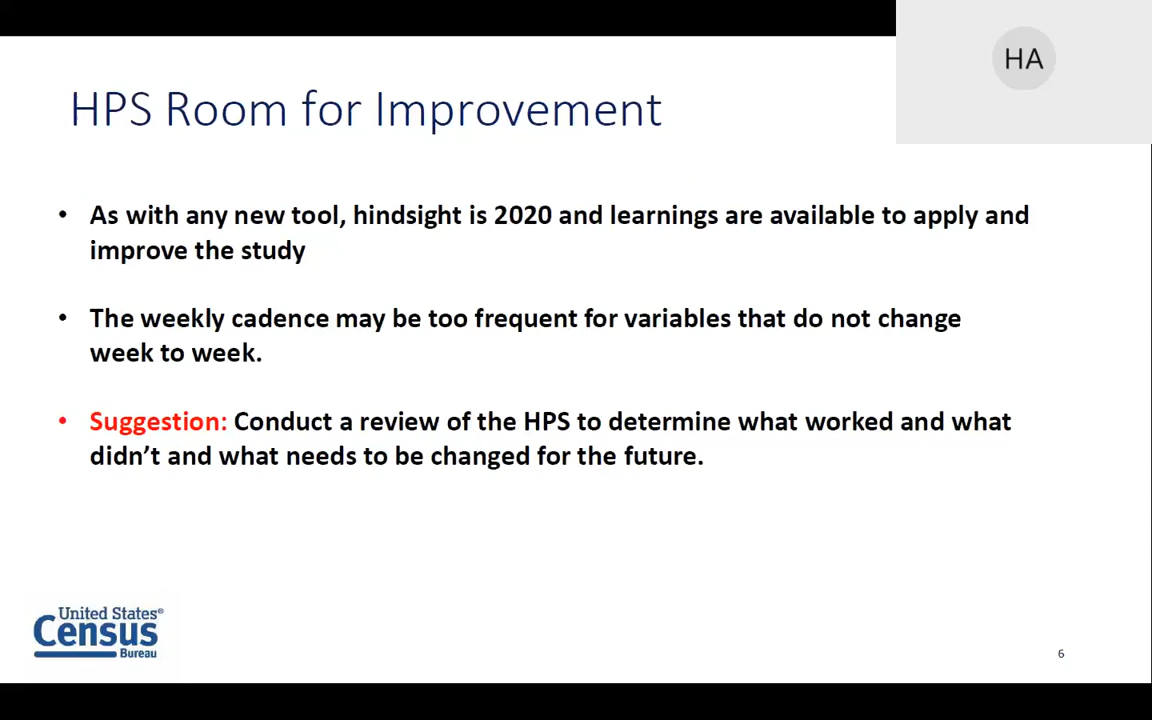 HA
HPS Room for Improvement
• As with any new tool, hindsight is 2020 and learnings are available to apply and
improve the study
• The weekly cadence may be too frequent for variables that do not change
week to week.
• Suggestion: Conduct a review of the HPS to determine what worked and what
didn’t and what needs to be changed for the future.
United States®
Census
Bureau
6